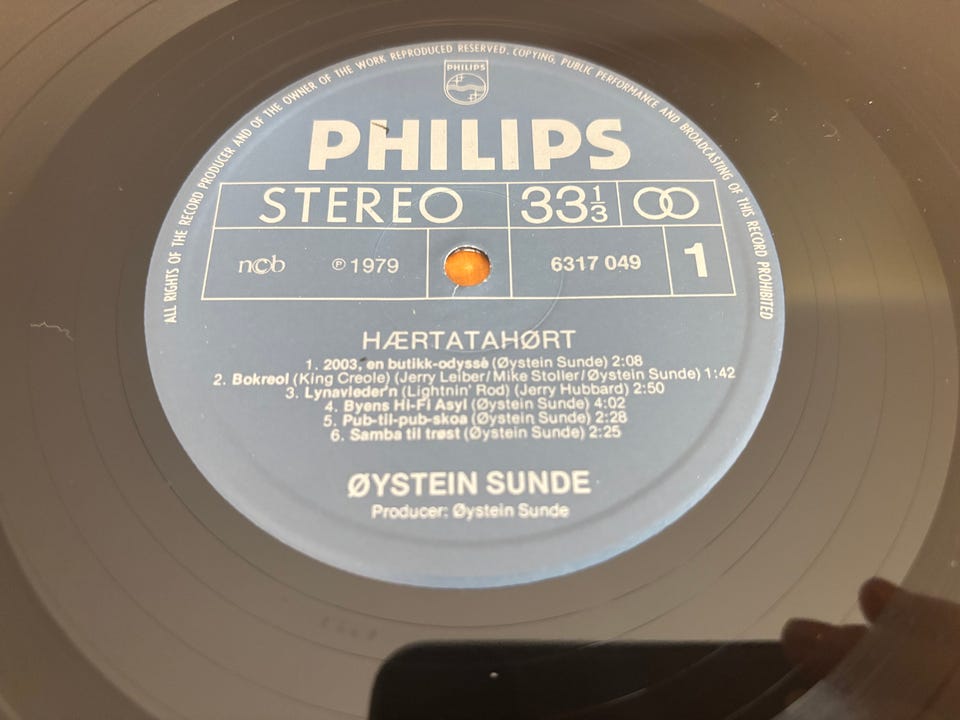 ALL RIGHTS OF THE RECORD PRODUCER AND OF THE OWNER OF THE WORK REPRODUCED RESERVED. COPYING, PUBLIC PERFORMANCE AND BROADCASTING OF THIS RECORD PROHIBITED
PHILIPS
PHILIPS
STEREO 33 1/3
ncb ℗ 1979 6317 049 1
HÆRTATAHØRT
1. 2003, en butikk-odyssé (Øystein Sunde) 2:08
2. Bokreol (King Creole) (Jerry Leiber/Mike Stoller/Øystein Sunde) 1:42
3. Lynavleder'n (Lightnin' Rod) (Jerry Hubbard) 2:50
4. Byens Hi-Fi Asyl (Øystein Sunde) 4:02
5. Pub-til-pub-skoa (Øystein Sunde) 2:28
6. Samba til trøst (Øystein Sunde) 2:25
ØYSTEIN SUNDE
Producer: Øystein Sunde